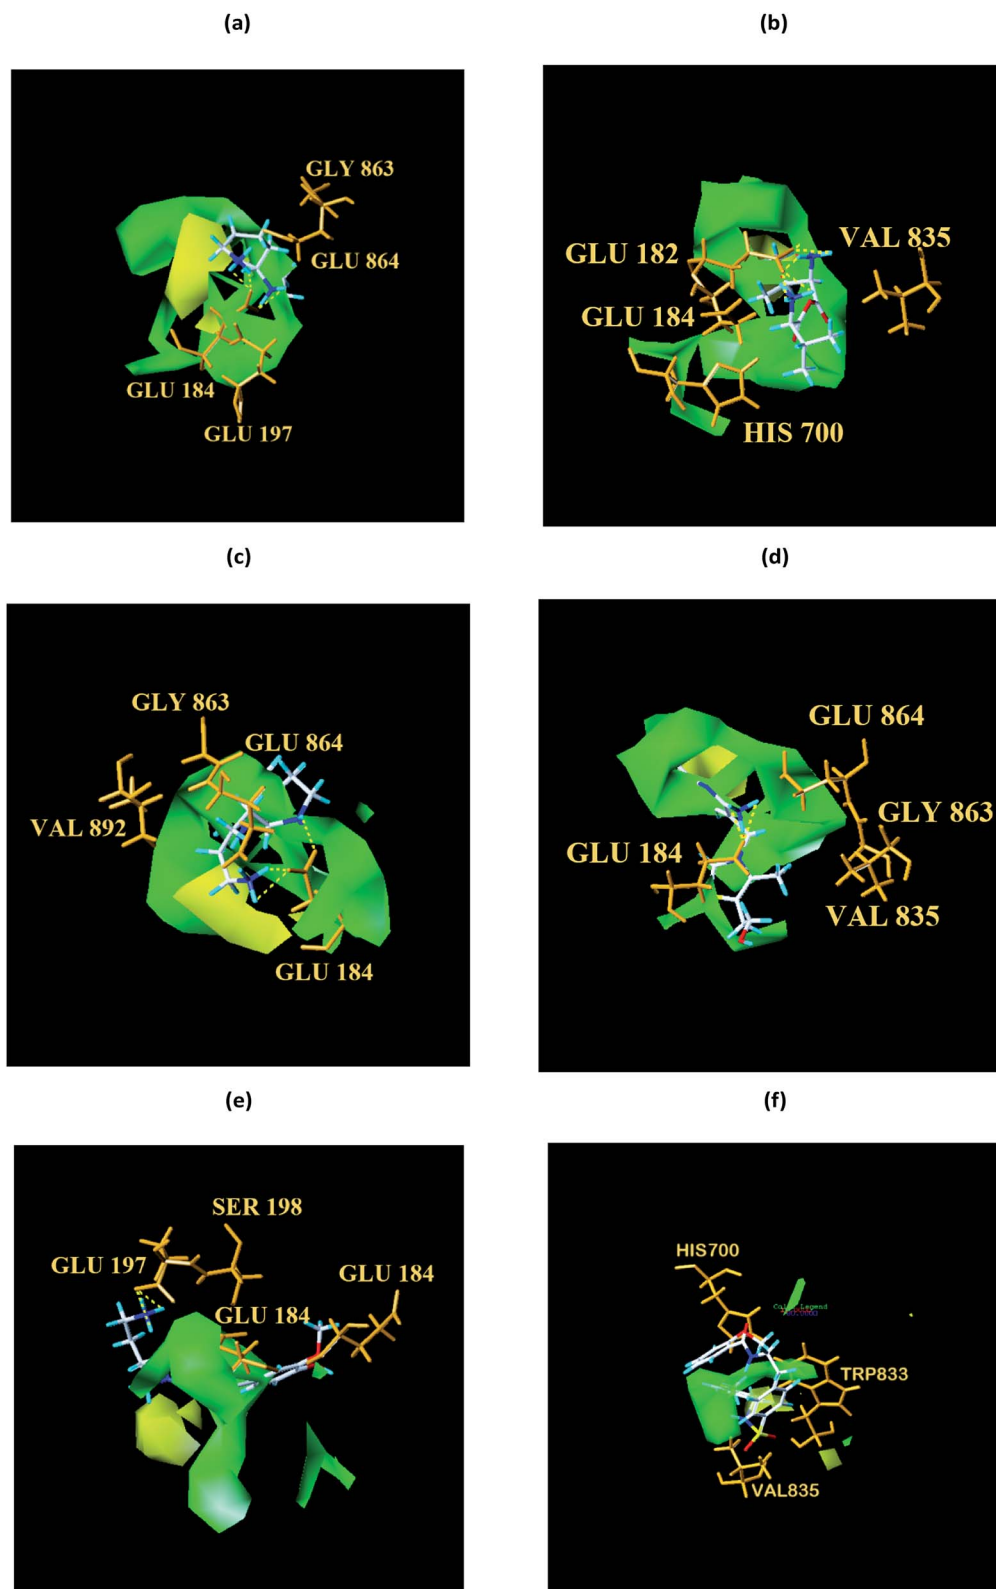 (a)
GLY 863
GLU 864
GLU 184
GLU 197
(b)
VAL 835
GLU 182
GLU 184
HIS 700
(c)
GLY 863
GLU 864
VAL 892
GLU 184
(d)
GLU 864
GLY 863
GLU 184
VAL 835
(e)
SER 198
GLU 197
GLU 184
GLU 184
(f)
HIS700
Color Legend
TRP833
VAL835